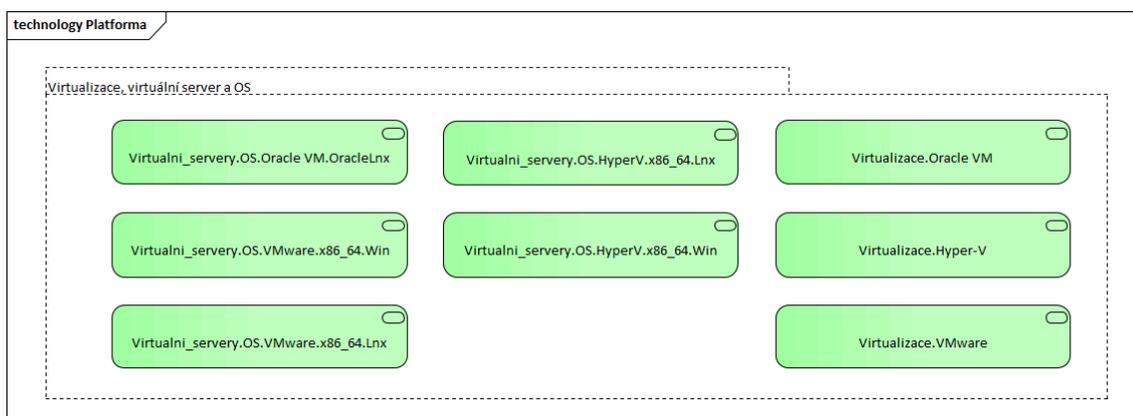 technology Platforma
Virtualizace, virtuální server a OS
Virtualni_servery.OS.Oracle VM.OracleLnx
Virtualni_servery.OS.HyperV.x86_64.Lnx
Virtualizace.Oracle VM
Virtualni_servery.OS.VMware.x86_64.Win
Virtualni_servery.OS.HyperV.x86_64.Win
Virtualizace.Hyper-V
Virtualni_servery.OS.VMware.x86_64.Lnx
Virtualizace.VMware